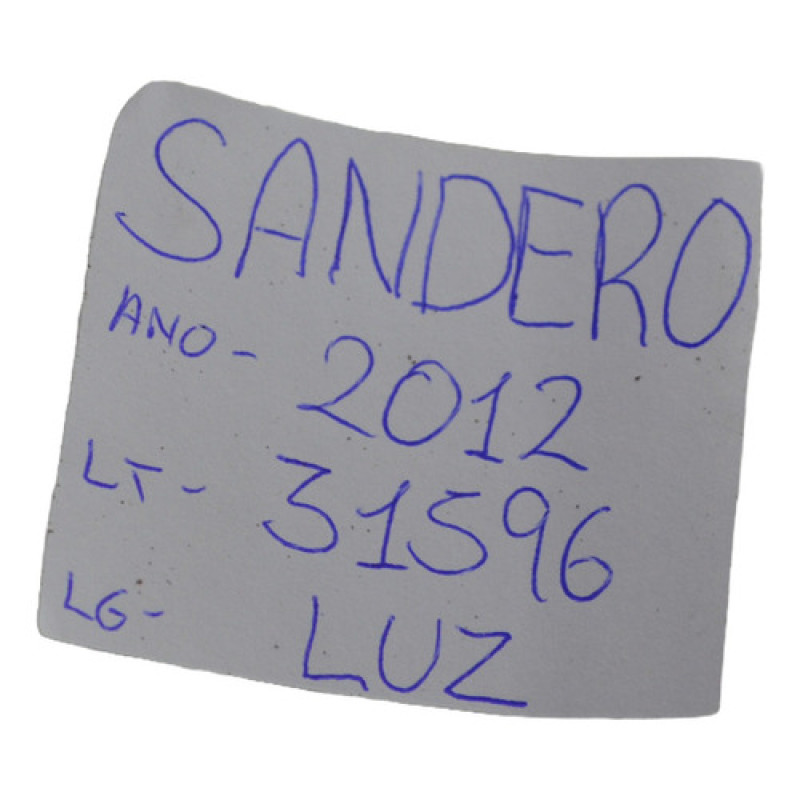 SANDERO
ANO - 2012
LT - 31596
LG - LUZ